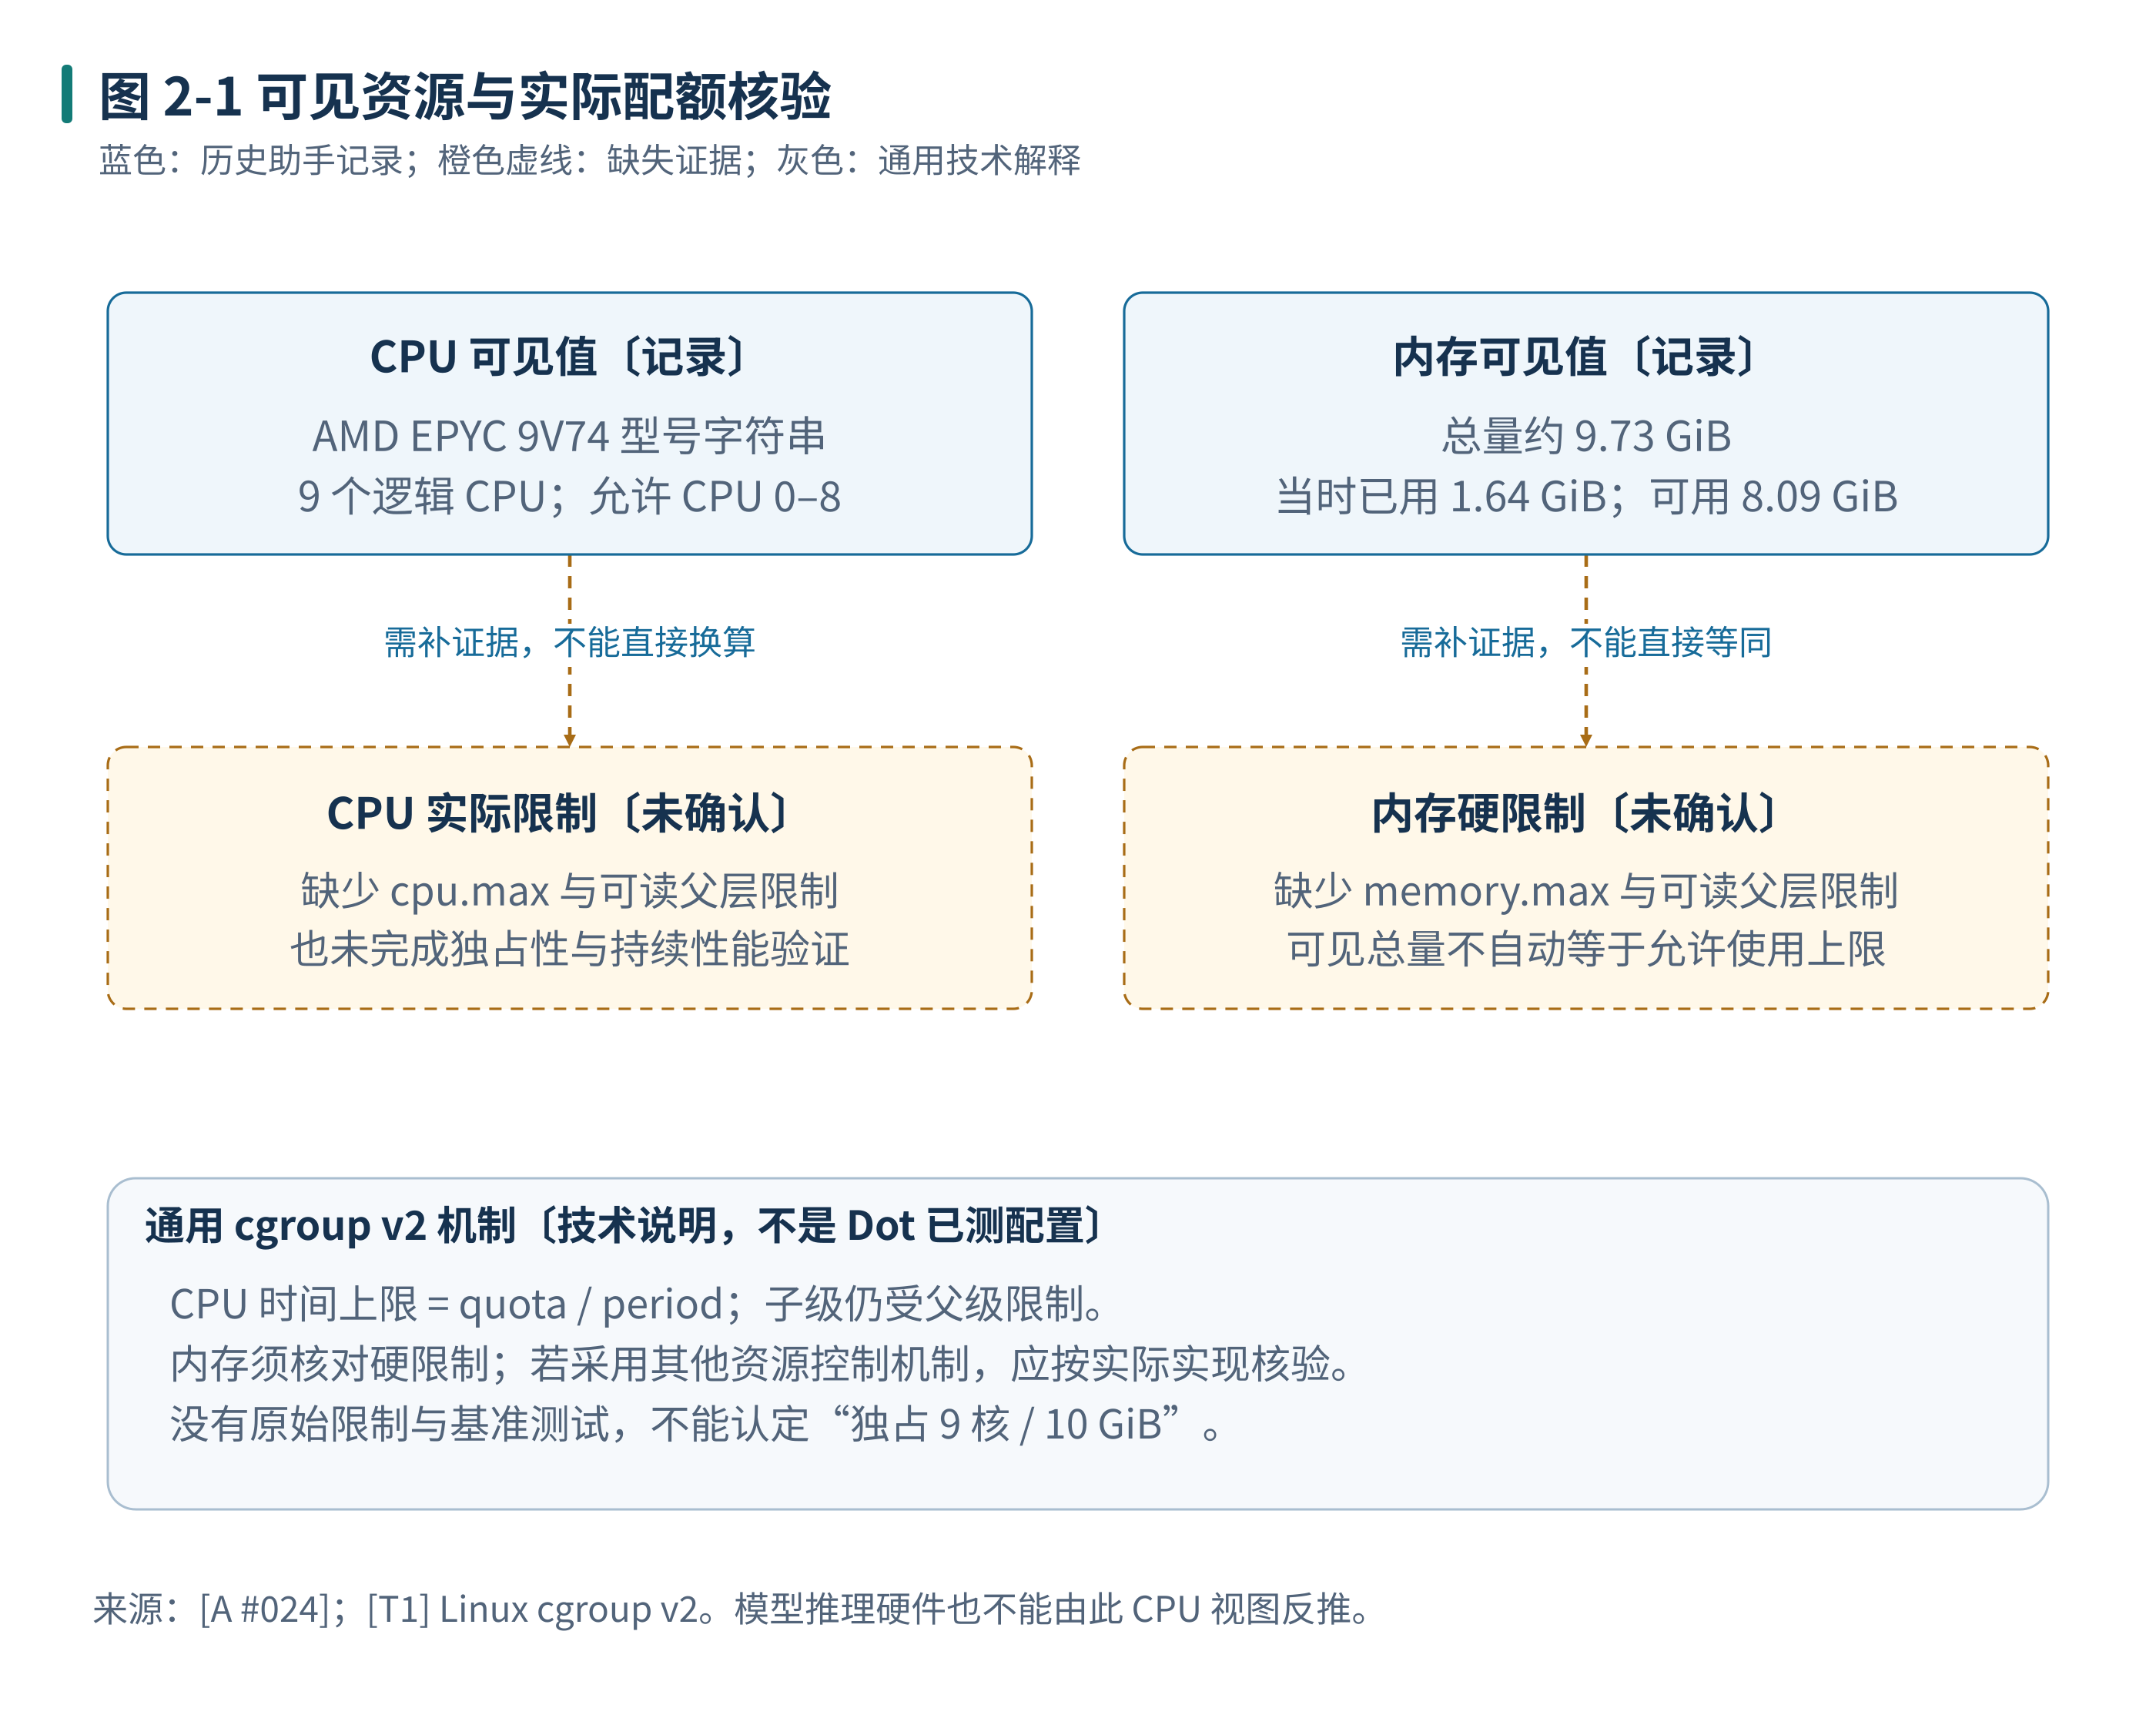 图 2-1 可见资源与实际配额核验
蓝色：历史助手记录；橙色虚线：缺失证据；灰色：通用技术解释
CPU 可见值〔记录〕
AMD EPYC 9V74 型号字符串
9 个逻辑 CPU；允许 CPU 0–8
内存可见值〔记录〕
总量约 9.73 GiB
当时已用 1.64 GiB；可用 8.09 GiB
需补证据，不能直接换算
需补证据，不能直接等同
CPU 实际限制〔未确认〕
缺少 cpu.max 与可读父层限制
也未完成独占性与持续性能验证
内存硬限制〔未确认〕
缺少 memory.max 与可读父层限制
可见总量不自动等于允许使用上限
通用 cgroup v2 机制〔技术说明，不是 Dot 已测配置〕
CPU 时间上限 = quota / period；子级仍受父级限制。
内存须核对硬限制；若采用其他资源控制机制，应按实际实现核验。
没有原始限制与基准测试，不能认定“独占 9 核 / 10 GiB”。
来源：[A #024]；[T1] Linux cgroup v2。模型推理硬件也不能由此 CPU 视图反推。